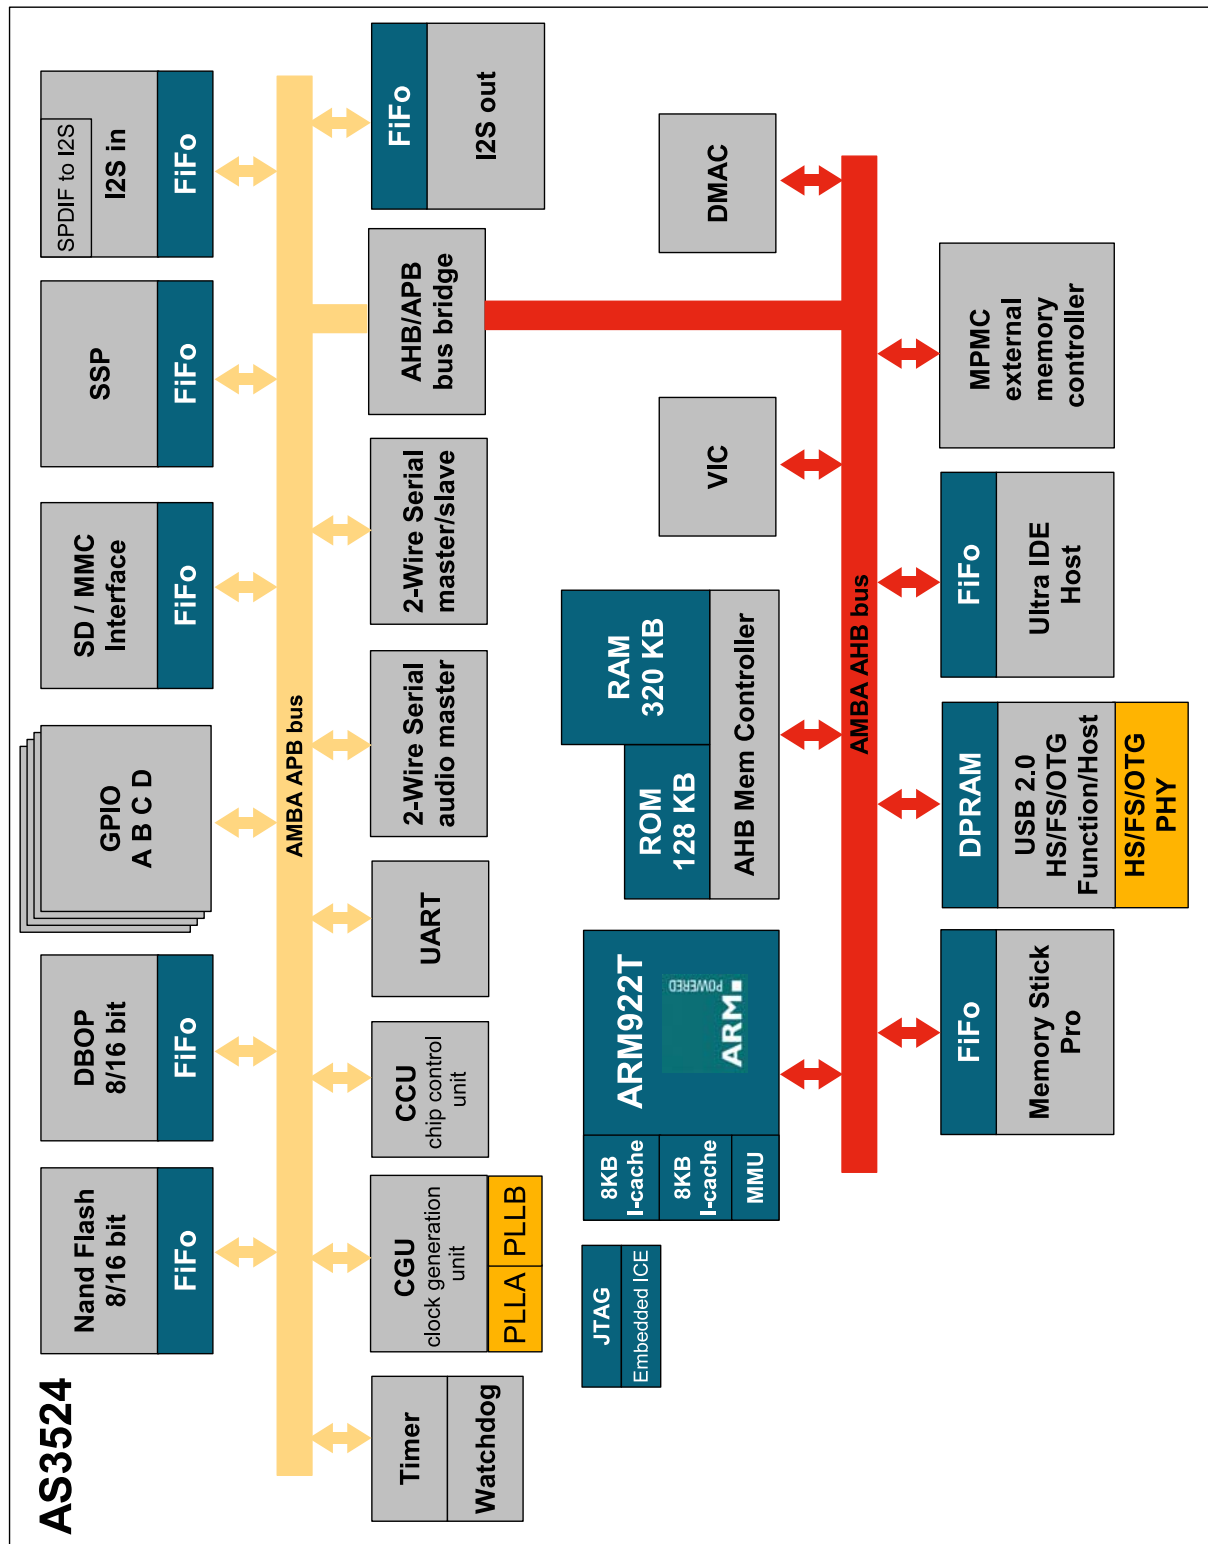 AS3524
Nand Flash
8/16 bit
FiFo
DBOP
8/16 bit
FiFo
GPIO
A B C D
SD / MMC
Interface
FiFo
SSP
FiFo
SPDIF to I2S
I2S in
FiFo
AMBA APB bus
Timer
Watchdog
CGU
clock generation
unit
PLLA
PLLB
CCU
chip control
unit
UART
2-Wire Serial
audio master
2-Wire Serial
master/slave
AHB/APB
bus bridge
FiFo
I2S out
JTAG
Embedded ICE
8KB
I-cache
8KB
I-cache
MMU
ARM922T
POWERED
ARM
ROM
128 KB
RAM
320 KB
AHB Mem Controller
VIC
DMAC
AMBA AHB bus
FiFo
Memory Stick
Pro
DPRAM
USB 2.0
HS/FS/OTG
Function/Host
HS/FS/OTG
PHY
FiFo
Ultra IDE
Host
MPMC
external
memory
controller